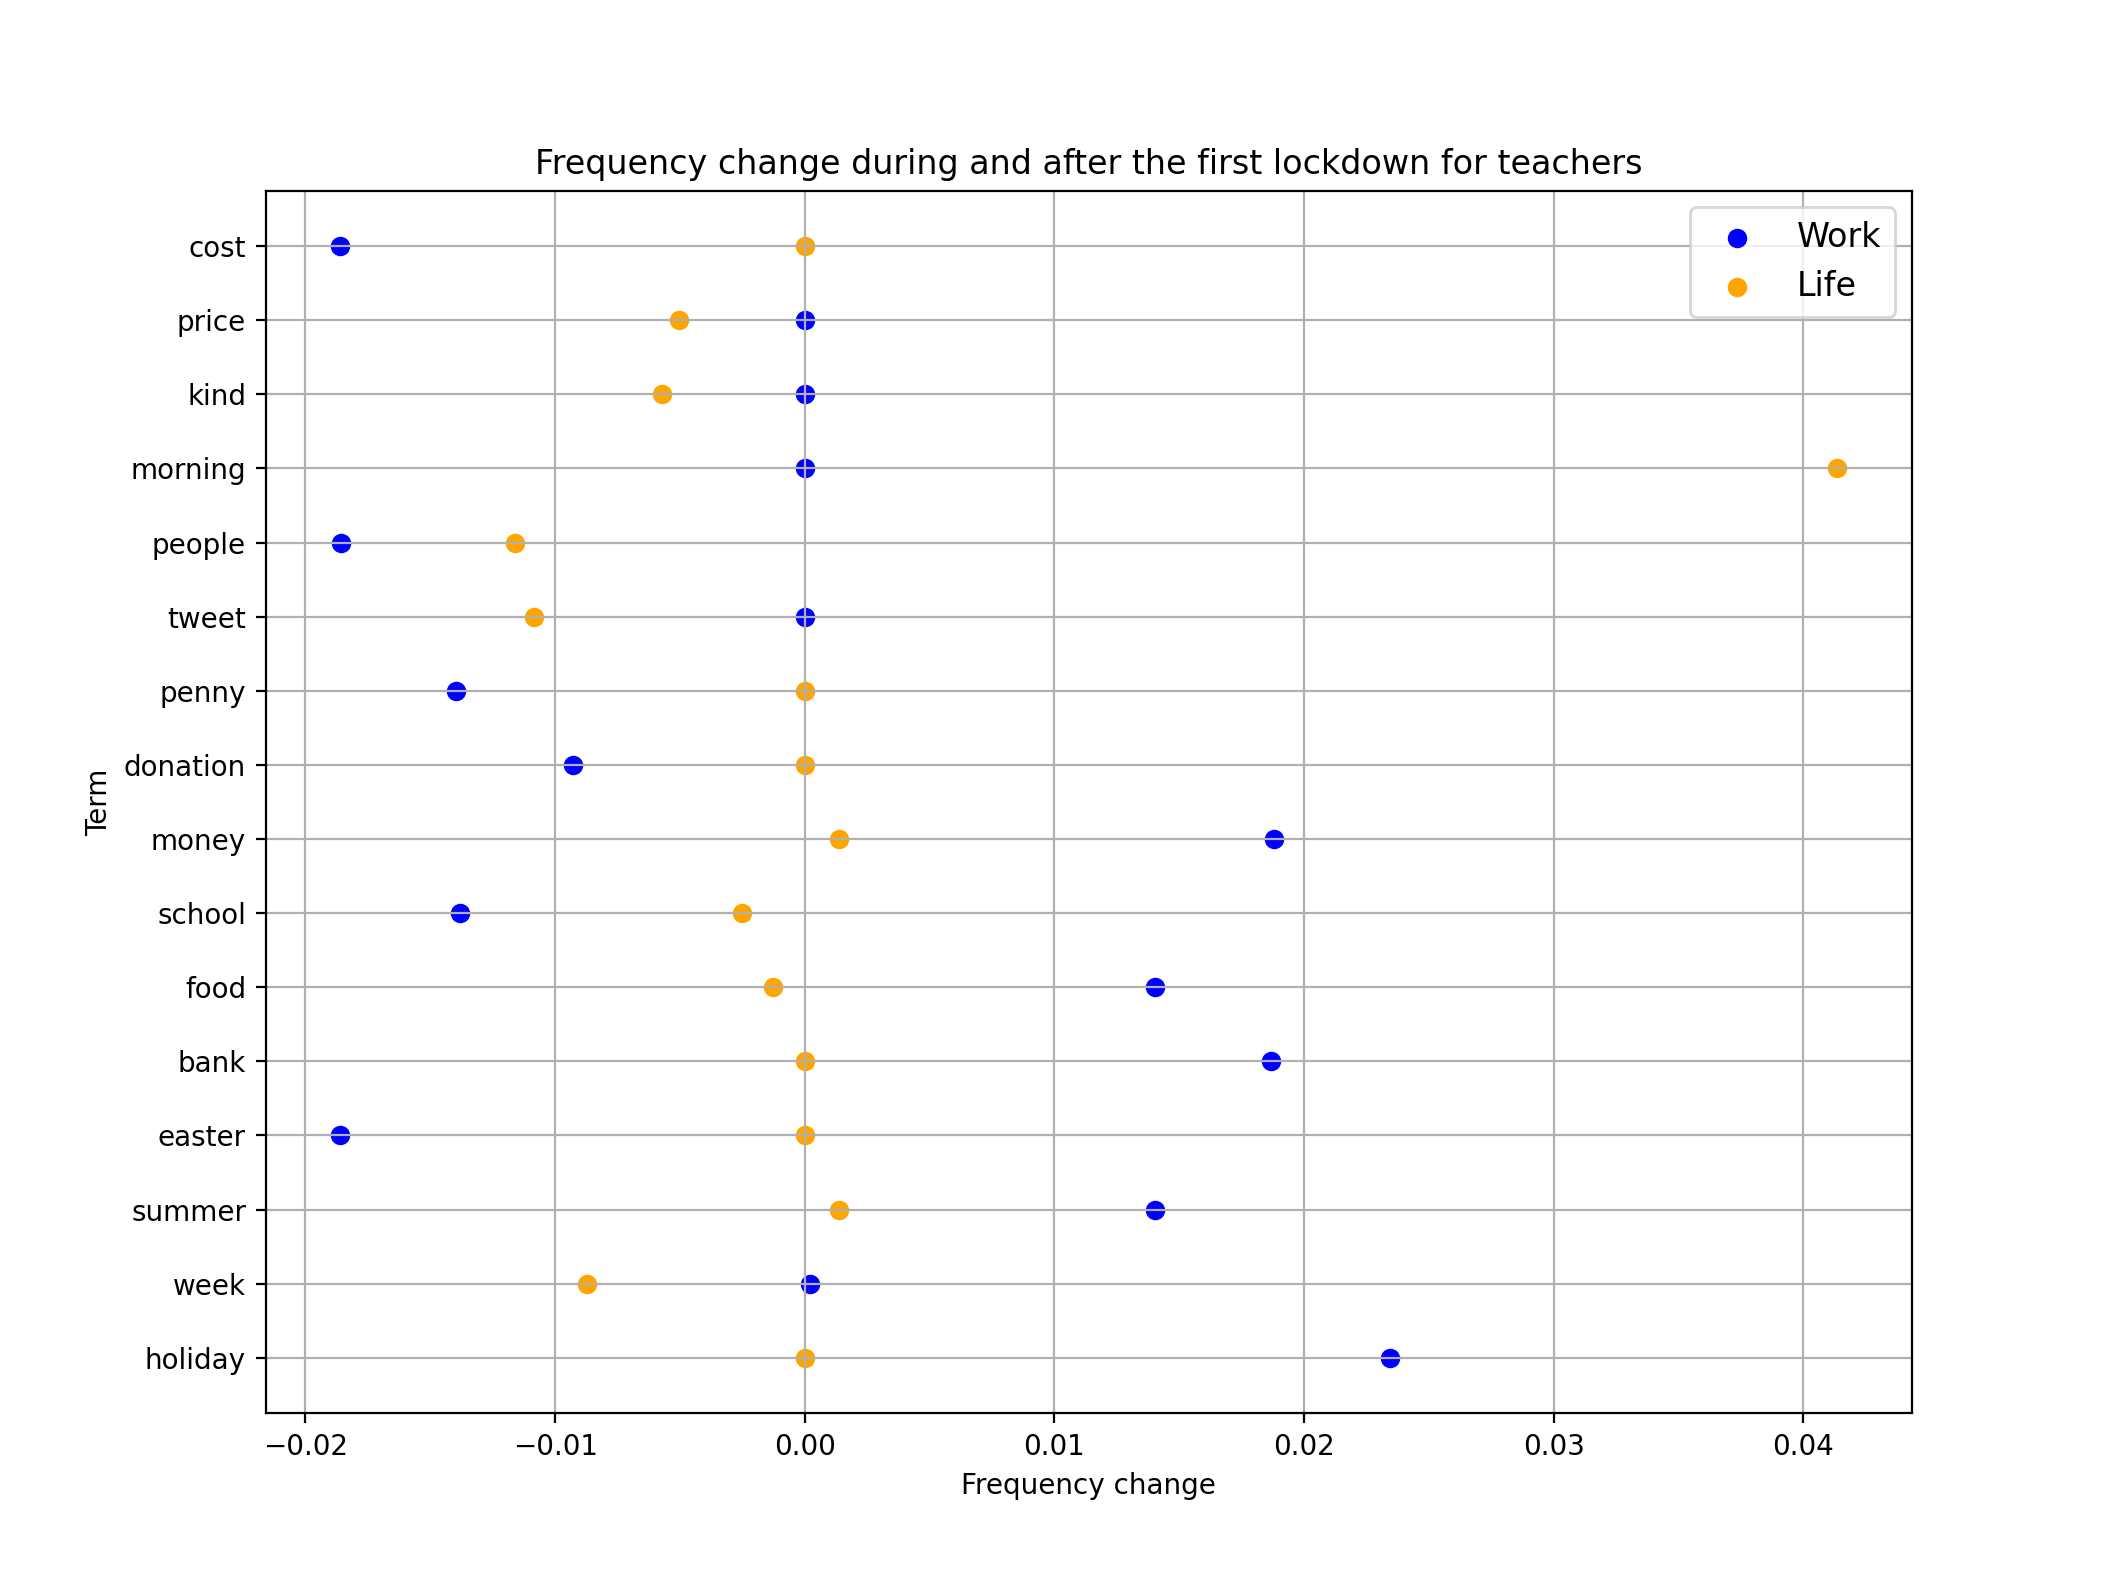 Frequency change during and after the first lockdown for teachers
Work
Life
cost
price
kind
morning
people
tweet
penny
donation
money
school
food
bank
easter
summer
week
holiday
Term
−0.02 −0.01 0.00 0.01 0.02 0.03 0.04
Frequency change